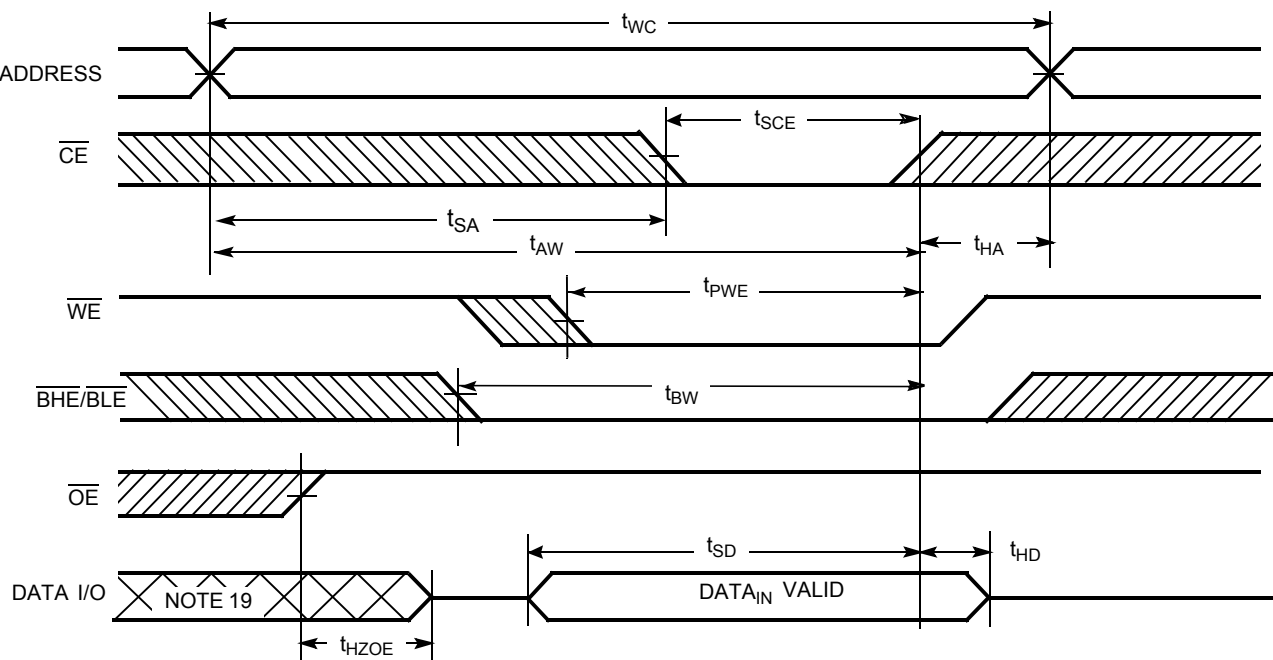 tWC
ADDRESS
tSCE
CE
tSA
tAW
tHA
tPWE
WE
BHE/BLE
tBW
OE
tSD
tHD
DATA I/O
NOTE 19
DATAIN VALID
tHZOE